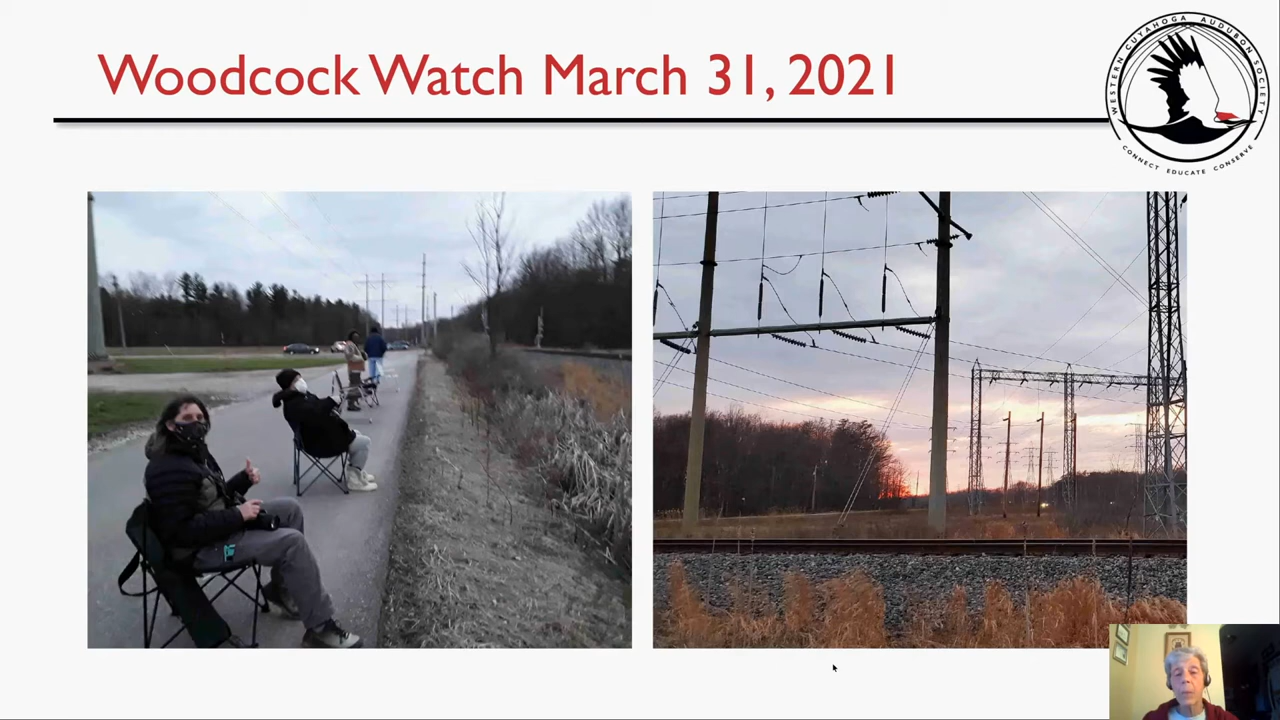 Woodcock Watch March 31, 2021
WESTERN CUYAHOGA AUDUBON SOCIETY
CONNECT EDUCATE CONSERVE